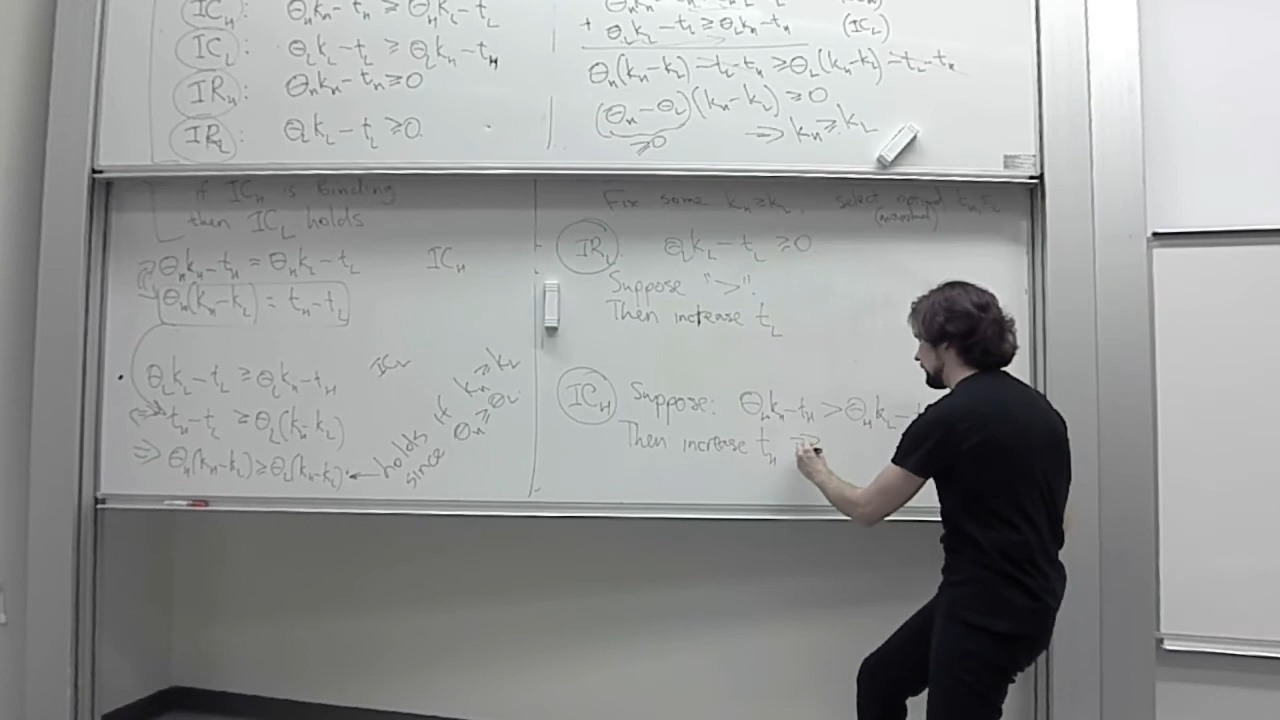 IC_H: θ_H k_H - t_H ≥ θ_H k_L - t_L
IC_L: θ_L k_L - t_L ≥ θ_L k_H - t_H
IR_H: θ_H k_H - t_H ≥ 0
IR_L: θ_L k_L - t_L ≥ 0.
+ θ_L k_L - t_L ≥ θ_L k_H - t_H (IC_L)
θ_H(k_H - k_L) - t_L - t_H ≥ θ_L(k_H - k_L) - t_L - t_H
(θ_H - θ_L)(k_H - k_L) ≥ 0
≥0 ⇒ k_H ≥ k_L
if IC_H is Binding
then IC_L holds
θ_H k_H - t_H = θ_H k_L - t_L IC_H
θ_H(k_H - k_L) = t_H - t_L
θ_L k_L - t_L ≥ θ_L k_H - t_H IC_L
⇔ t_H - t_L ≥ θ_L(k_H - k_L)
⇒ θ_H(k_H - k_L) ≥ θ_L(k_H - k_L). ← holds if k_H ≥ k_L
since θ_H ≥ θ_L
Fix some k_H ≥ k_L, select optimal t_H, t_L
(maximal)
IR_L θ_L k_L - t_L ≥ 0
Suppose ">".
Then increase t_L
IC_H Suppose: θ_H k_H - t_H > θ_H k_L - t
Then increase t_H ⇒